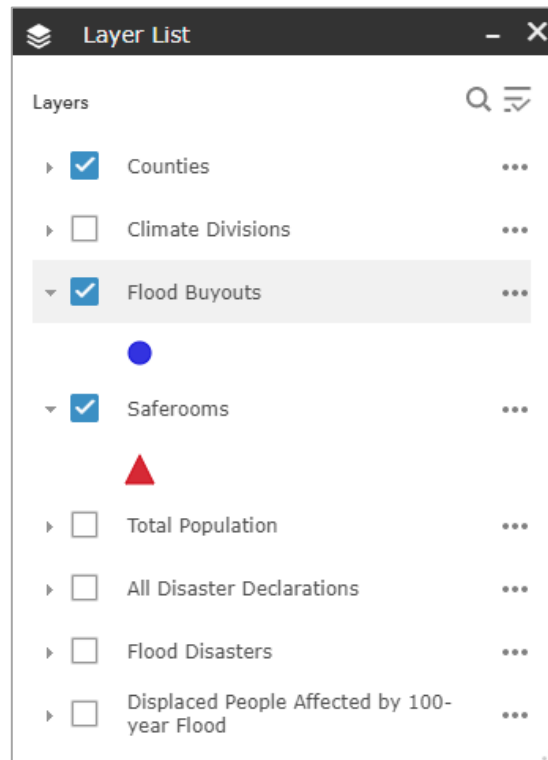 Layer List
Layers
Counties
Climate Divisions
Flood Buyouts
Saferooms
Total Population
All Disaster Declarations
Flood Disasters
Displaced People Affected by 100-
year Flood